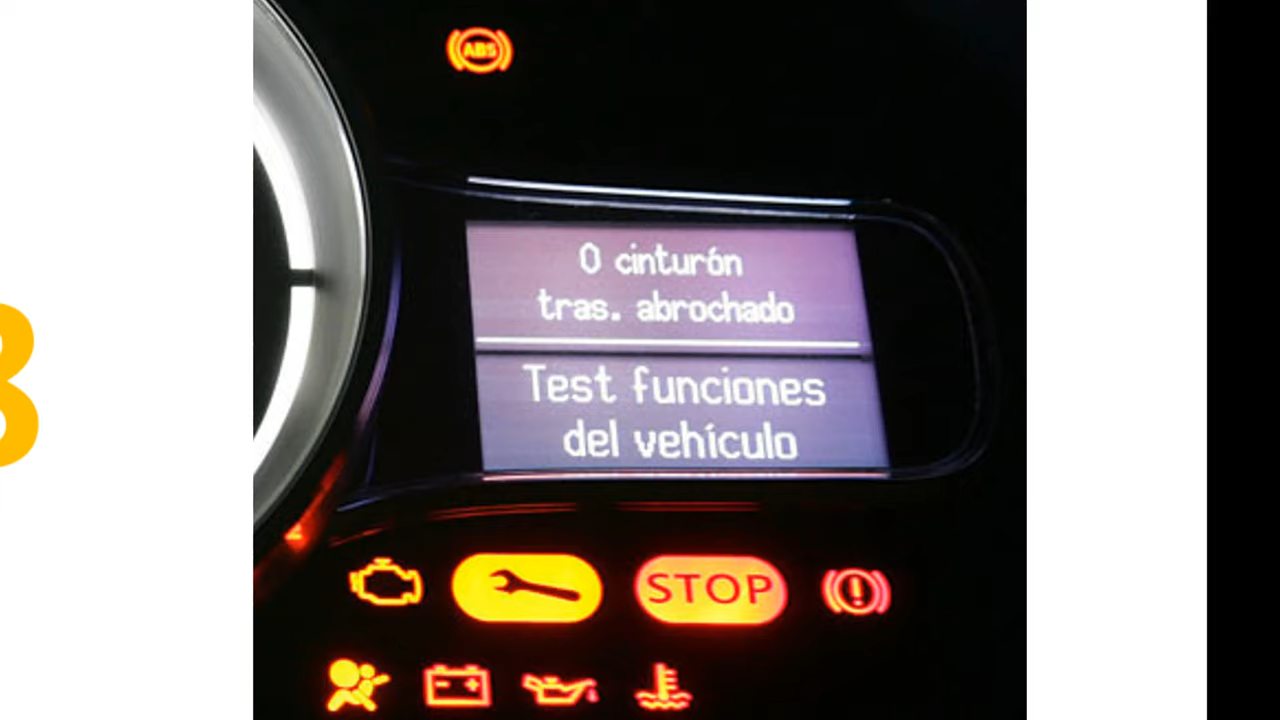 ABS
0 cinturón
tras. abrochado
Test funciones
del vehículo
STOP